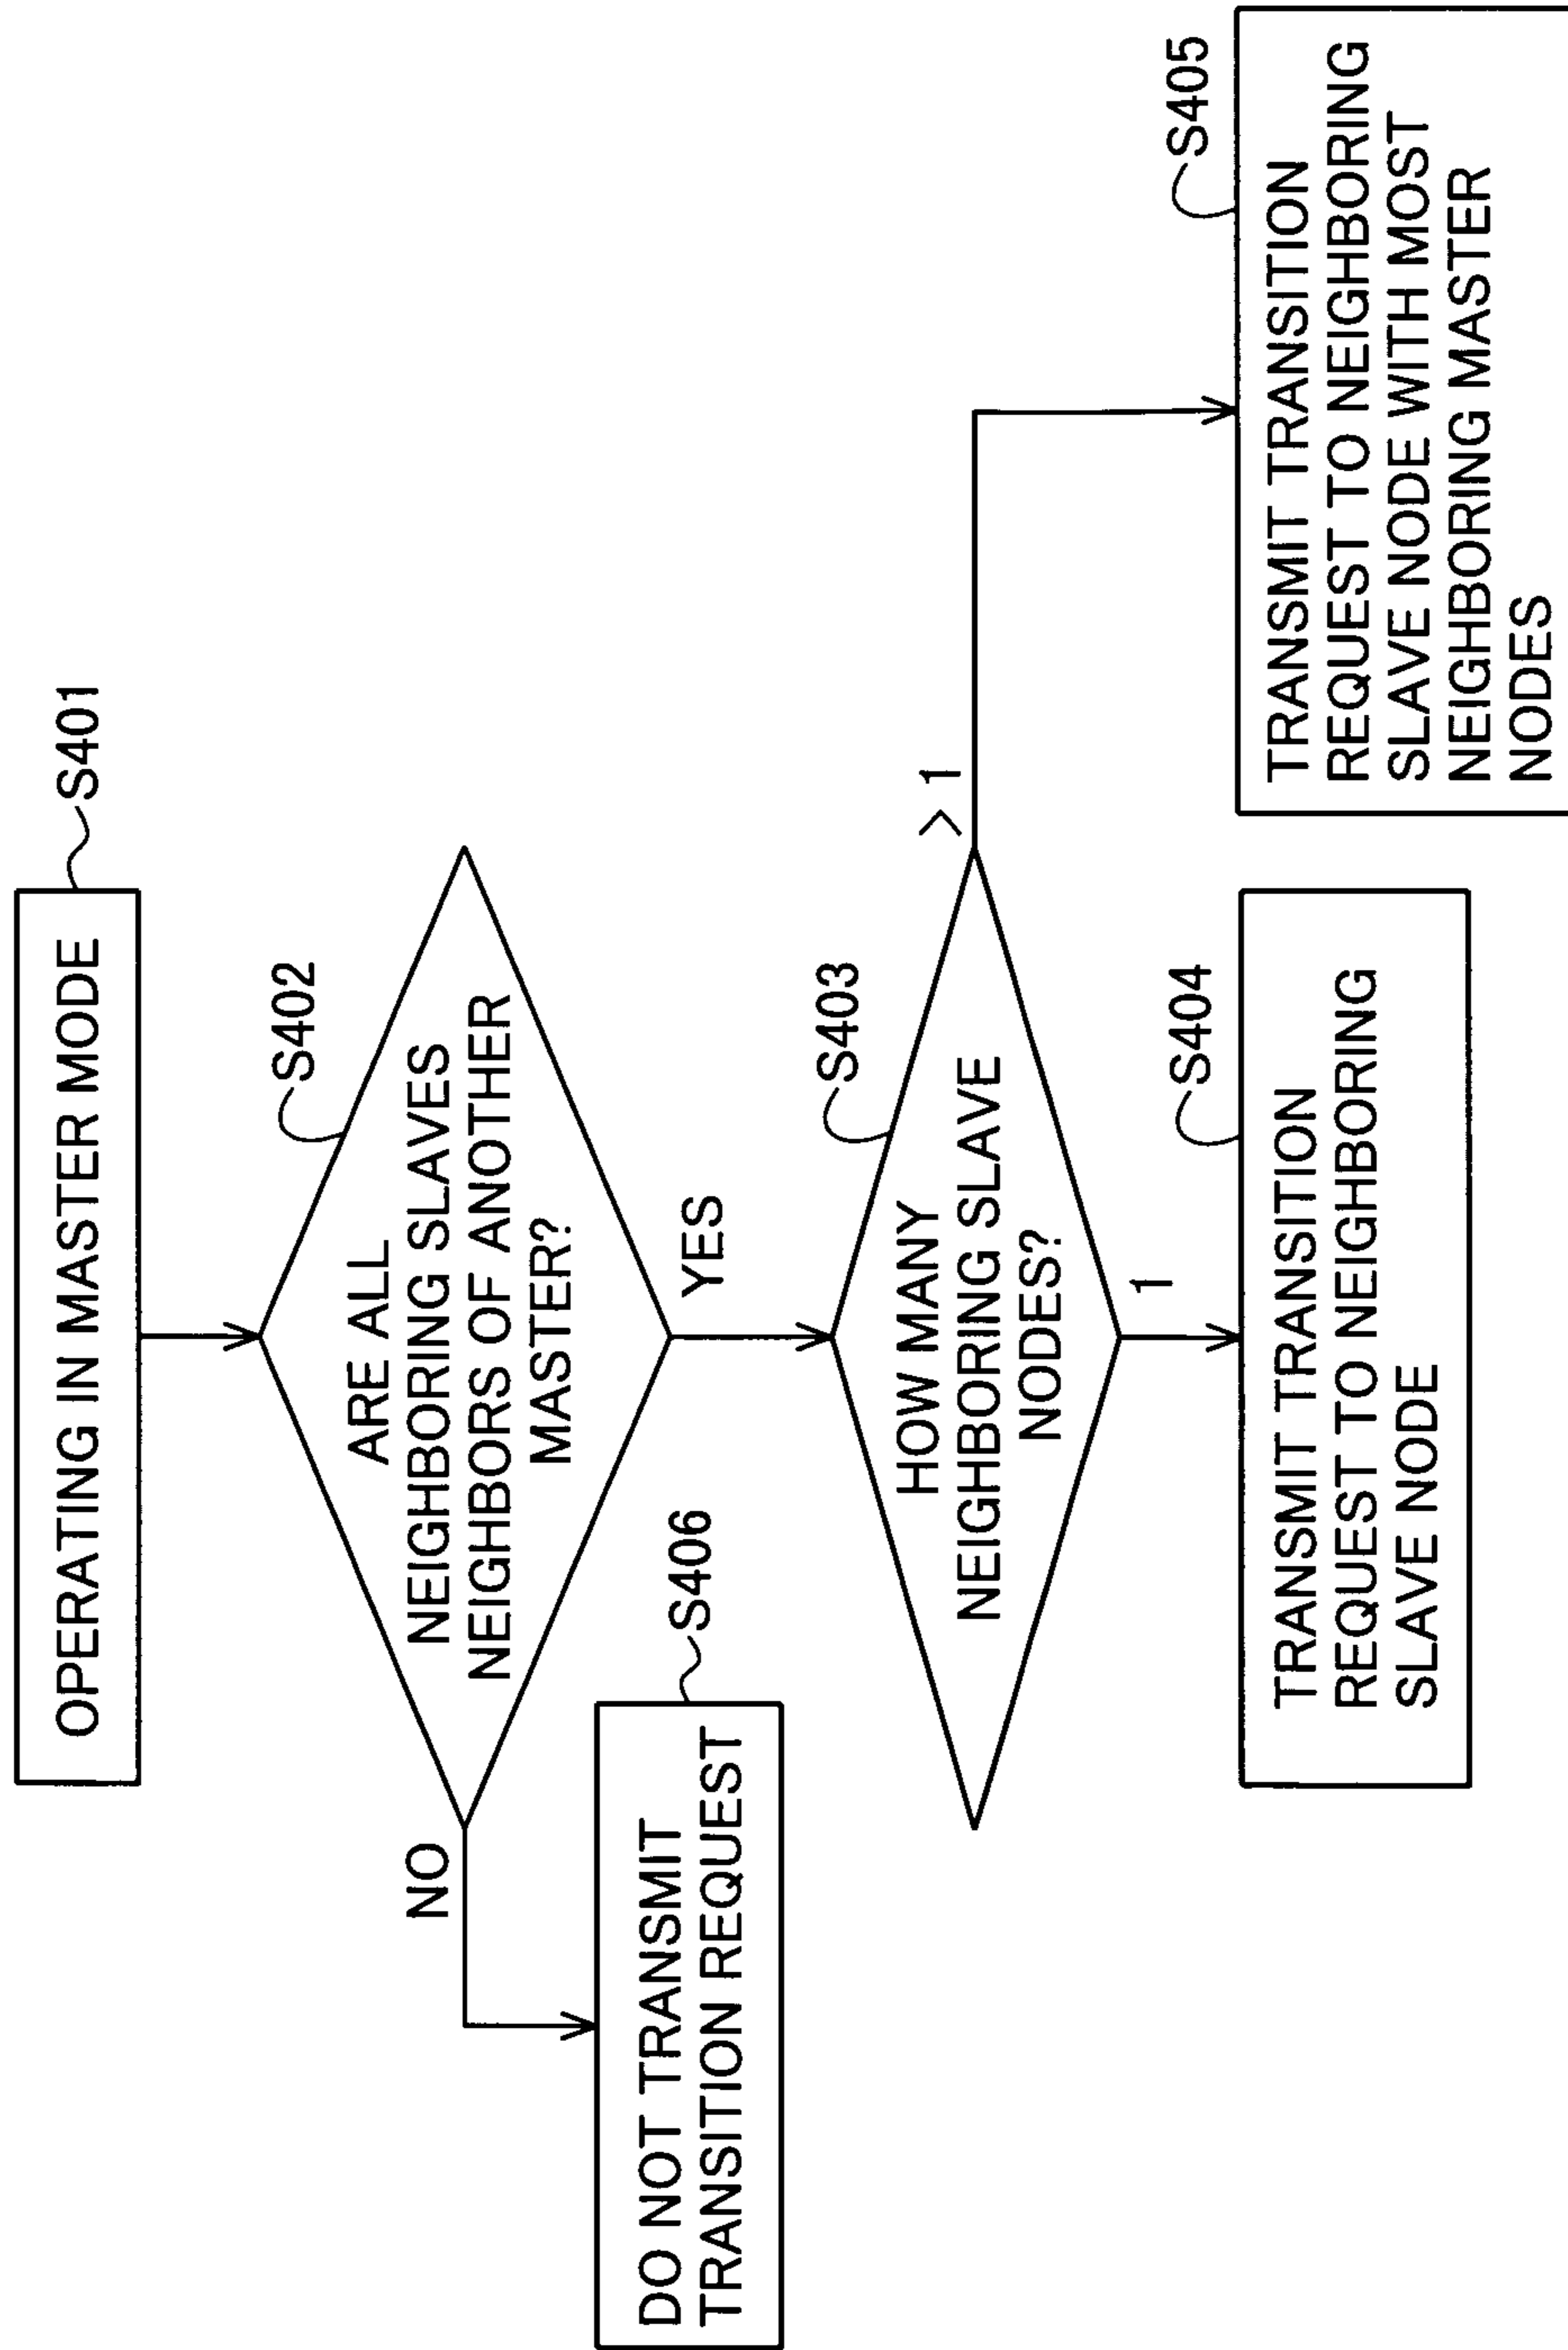 OPERATING IN MASTER MODE
S401
ARE ALL
NEIGHBORING SLAVES
NEIGHBORS OF ANOTHER
MASTER?
S402
NO
YES
DO NOT TRANSMIT
TRANSITION REQUEST
S406
HOW MANY
NEIGHBORING SLAVE
NODES?
S403
>1
1
TRANSMIT TRANSITION
REQUEST TO NEIGHBORING
SLAVE NODE
S404
TRANSMIT TRANSITION
REQUEST TO NEIGHBORING
SLAVE NODE WITH MOST
NEIGHBORING MASTER
NODES
S405